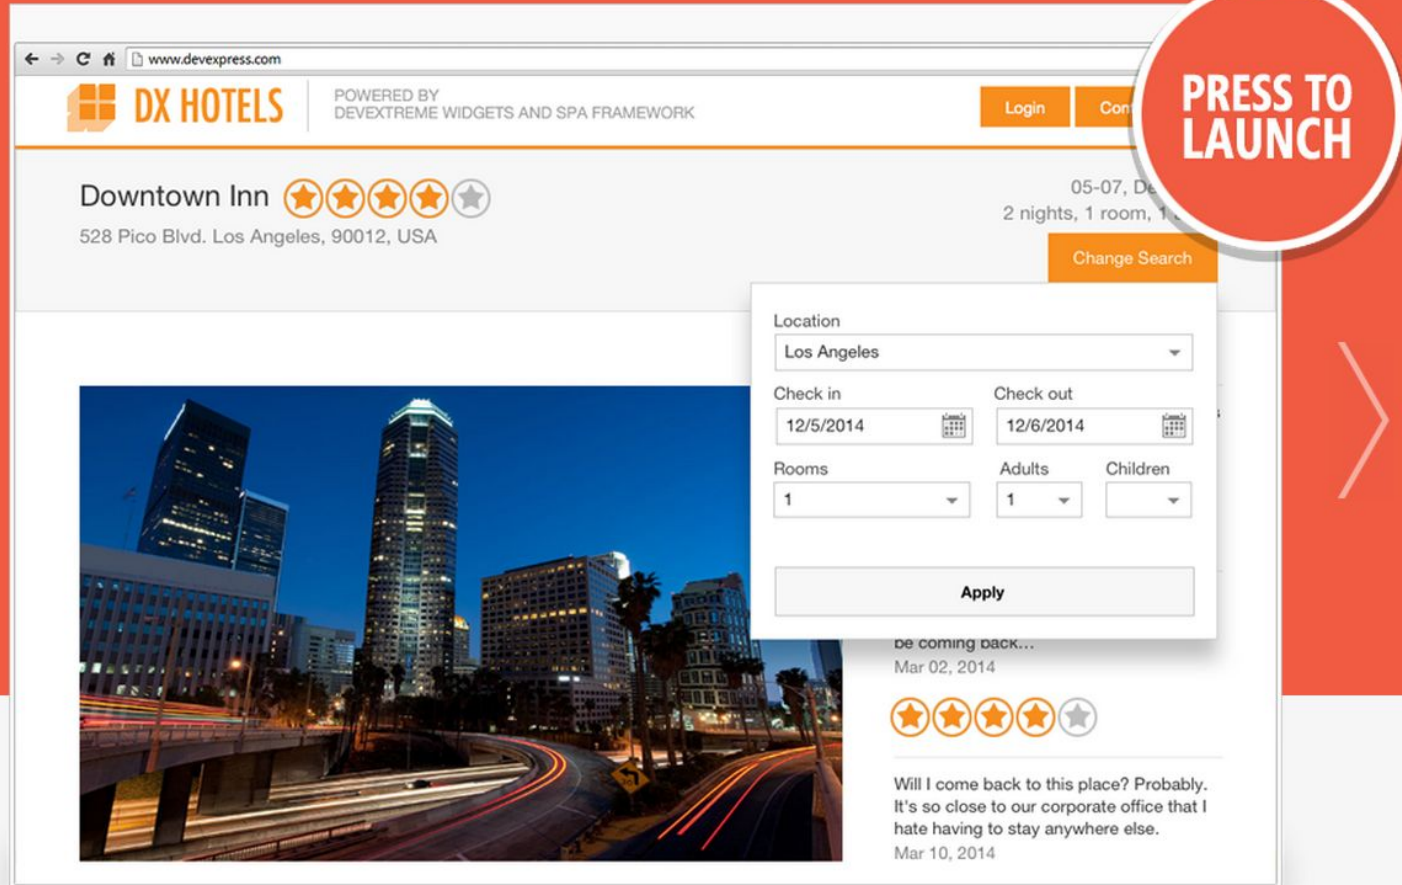 www.devexpress.com
PRESS TO
LAUNCH
DX HOTELS
POWERED BY
DEVEXTREME WIDGETS AND SPA FRAMEWORK
Login
Downtown Inn
528 Pico Blvd. Los Angeles, 90012, USA
05-07,
2 nights, 1 room, 1
Change Search
Location
Los Angeles
Check in
Check out
12/5/2014
12/6/2014
Rooms
Adults
Children
1
1
Apply
be coming back...
Mar 02, 2014
Will I come back to this place? Probably.
It's so close to our corporate office that I
hate having to stay anywhere else.
Mar 10, 2014